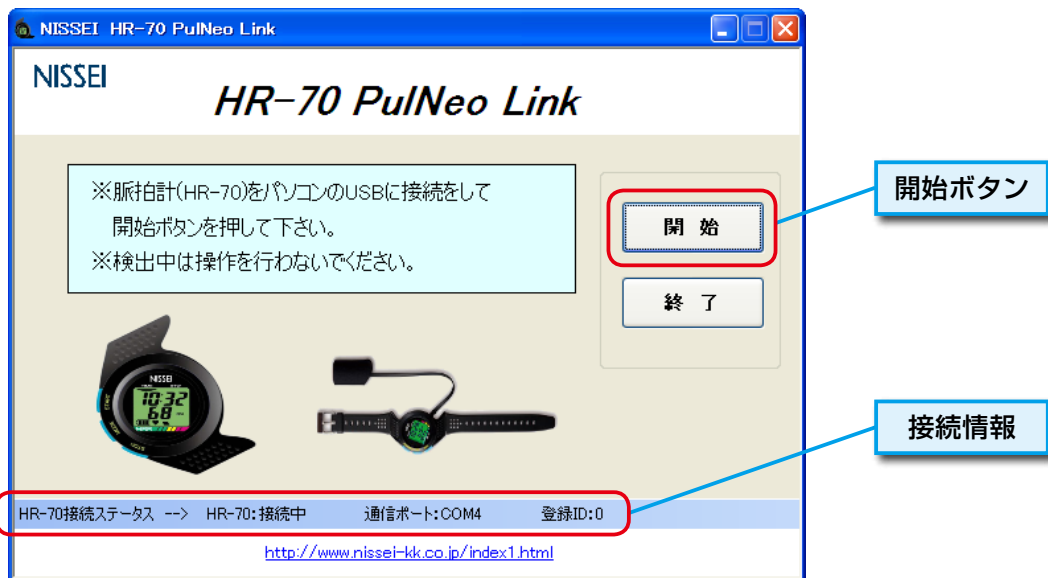 NISSEI HR-70 PulNeo Link
NISSEI
HR-70 PulNeo Link
※脈拍計(HR-70)をパソコンのUSBに接続をして
開始ボタンを押して下さい。
※検出中は操作を行わないでください。
開 始
終 了
開始ボタン
NISSEI
10:32
68
接続情報
HR-70接続ステータス --> HR-70:接続中 通信ポート:COM4 登録ID:0
http://www.nissei-kk.co.jp/index1.html